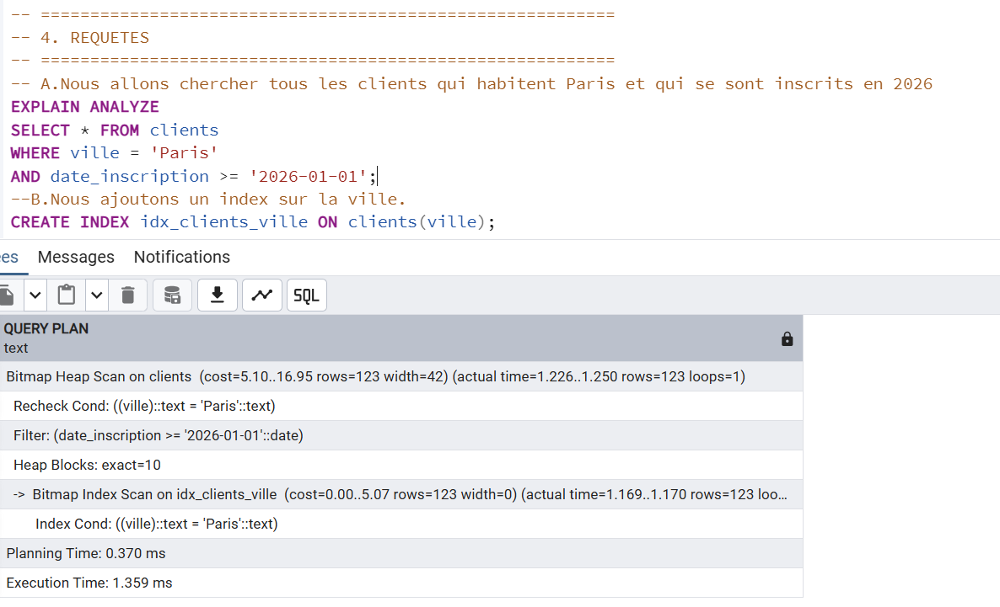 -- ==========================================================
-- 4. REQUETES
-- ==========================================================
-- A.Nous allons chercher tous les clients qui habitent Paris et qui se sont inscrits en 2026
EXPLAIN ANALYZE
SELECT * FROM clients
WHERE ville = 'Paris'
AND date_inscription >= '2026-01-01';
--B.Nous ajoutons un index sur la ville.
CREATE INDEX idx_clients_ville ON clients(ville);
ees Messages Notifications
SQL
QUERY PLAN
text
Bitmap Heap Scan on clients (cost=5.10..16.95 rows=123 width=42) (actual time=1.226..1.250 rows=123 loops=1)
Recheck Cond: ((ville)::text = 'Paris'::text)
Filter: (date_inscription >= '2026-01-01'::date)
Heap Blocks: exact=10
-> Bitmap Index Scan on idx_clients_ville (cost=0.00..5.07 rows=123 width=0) (actual time=1.169..1.170 rows=123 loo...
Index Cond: ((ville)::text = 'Paris'::text)
Planning Time: 0.370 ms
Execution Time: 1.359 ms